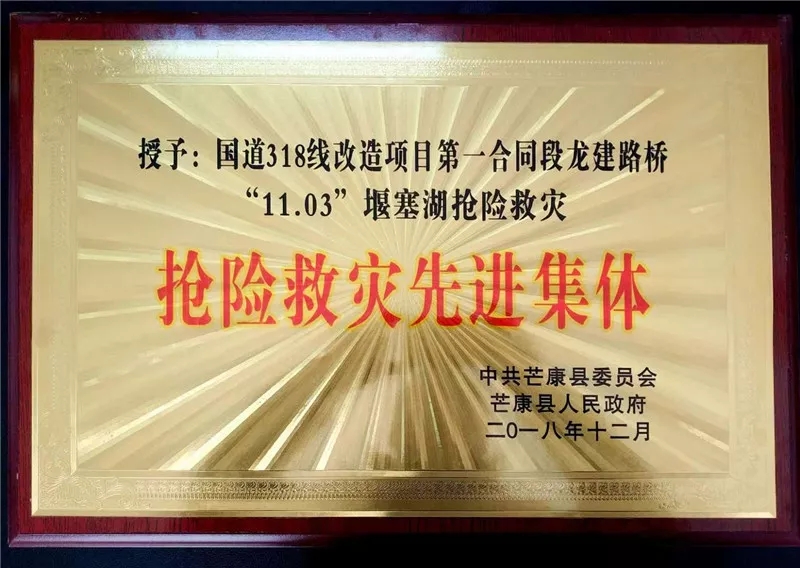 授予：国道318线改造项目第一合同段龙建路桥
“11.03”堰塞湖抢险救灾
抢险救灾先进集体
中共芒康县委员会
芒康县人民政府
二0一八年十二月